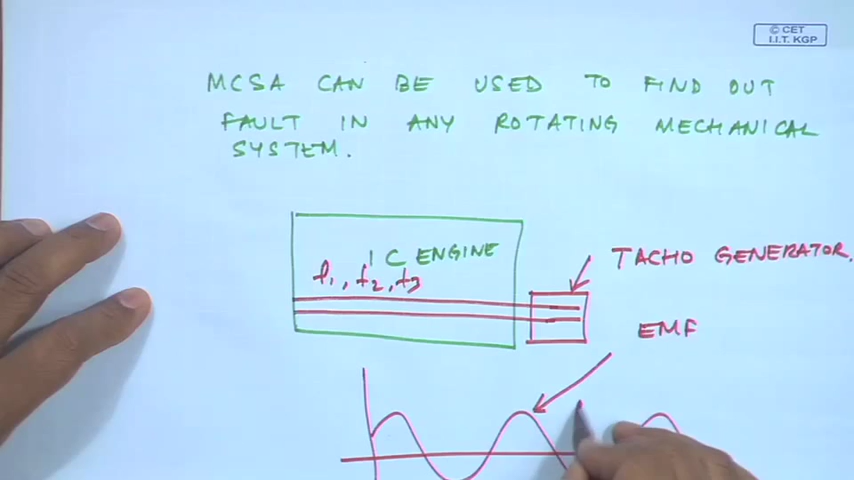 © CET
I.I.T. KGP
MCSA CAN BE USED TO FIND OUT
FAULT IN ANY ROTATING MECHANICAL
SYSTEM.
I C ENGINE
f1, f2, f3
TACHO GENERATOR.
EMF